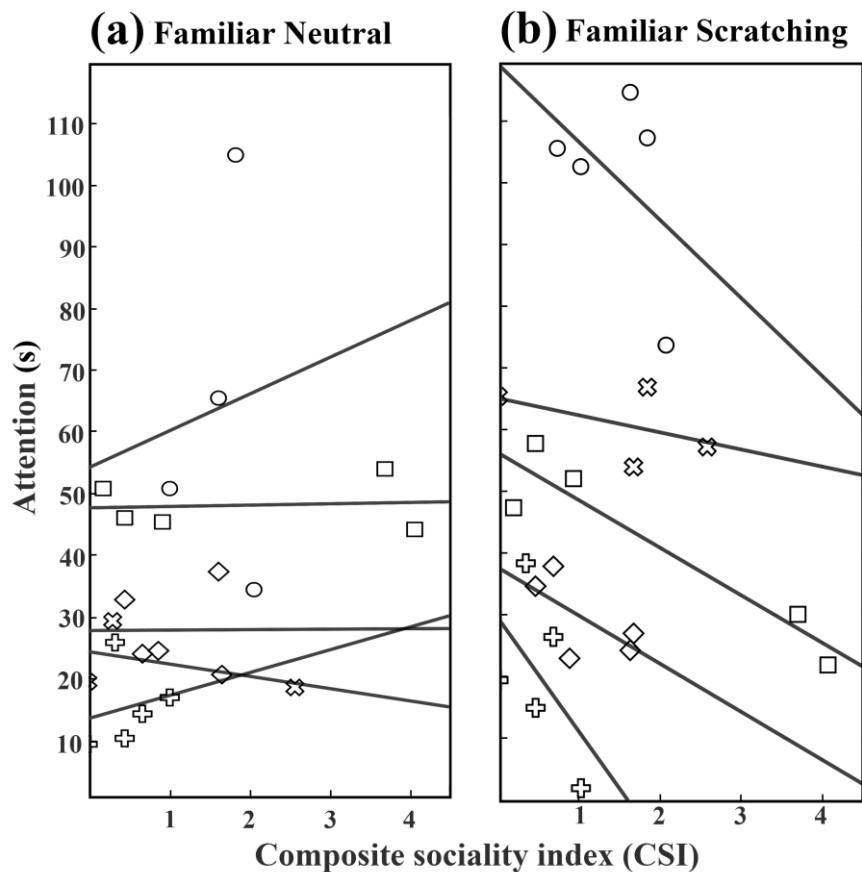 (a) Familiar Neutral
(b) Familiar Scratching
Attention (s)
110
100
90
80
70
60
50
40
30
20
10
1 2 3 4
1 2 3 4
Composite sociality index (CSI)